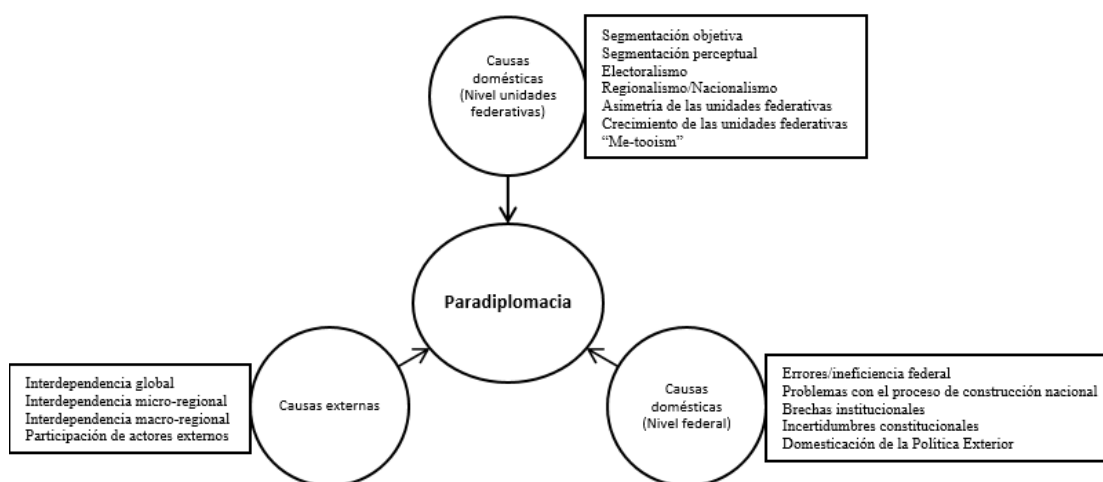 Causas
domésticas
(Nivel unidades
federativas)
Segmentación objetiva
Segmentación perceptual
Electoralismo
Regionalismo/Nacionalismo
Asimetría de las unidades federativas
Crecimiento de las unidades federativas
“Me-tooism”
Paradiplomacia
Interdependencia global
Interdependencia micro-regional
Interdependencia macro-regional
Participación de actores externos
Causas externas
Causas
domésticas
(Nivel federal)
Errores/ineficiencia federal
Problemas con el proceso de construcción nacional
Brechas institucionales
Incertidumbres constitucionales
Domesticación de la Política Exterior